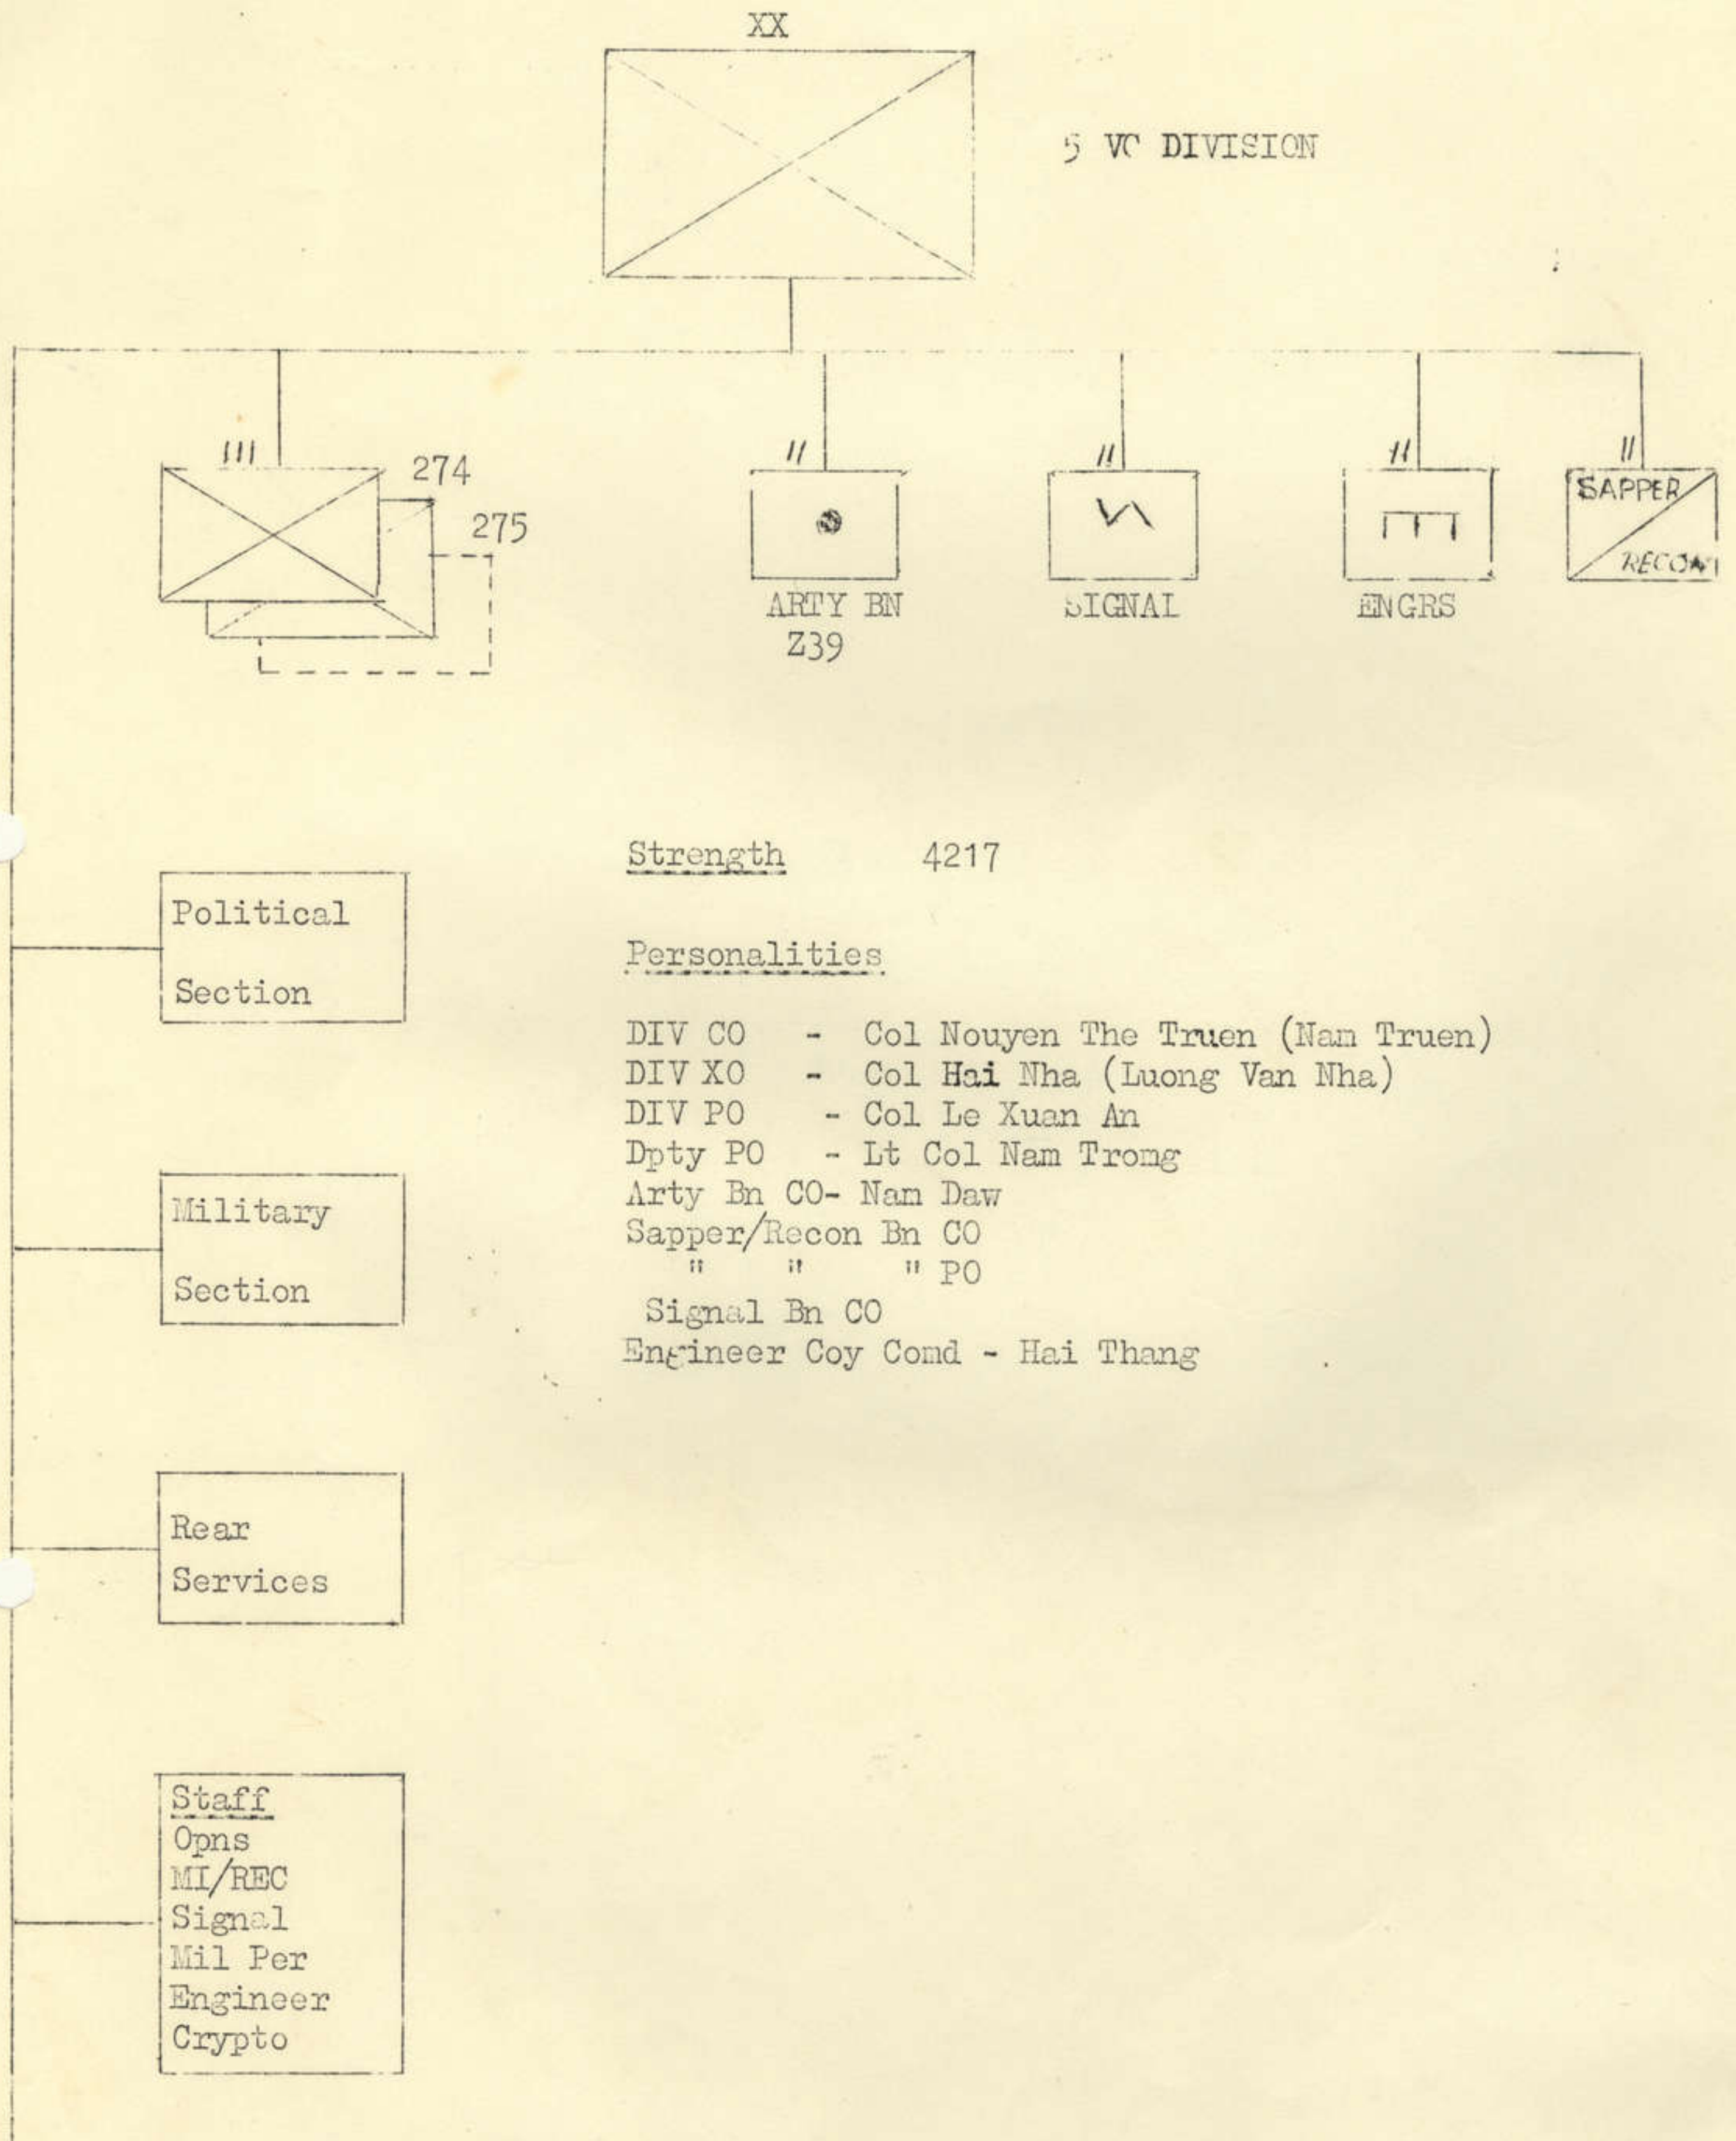 XX
5 VC DIVISION
III
274
275
II
ARTY BN
Z39
II
SIGNAL
II
ENGRS
II
SAPPER
RECON
Strength 4217
Personalities
DIV CO - Col Nouyen The Truen (Nam Truen)
DIV XO - Col Hai Nha (Luong Van Nha)
DIV PO - Col Le Xuan An
Dpty PO - Lt Col Nam Trong
Arty Bn CO- Nam Daw
Sapper/Recon Bn CO
" " " PO
Signal Bn CO
Engineer Coy Comd - Hai Thang
Political
Section
Military
Section
Rear
Services
Staff
Opns
MI/REC
Signal
Mil Per
Engineer
Crypto